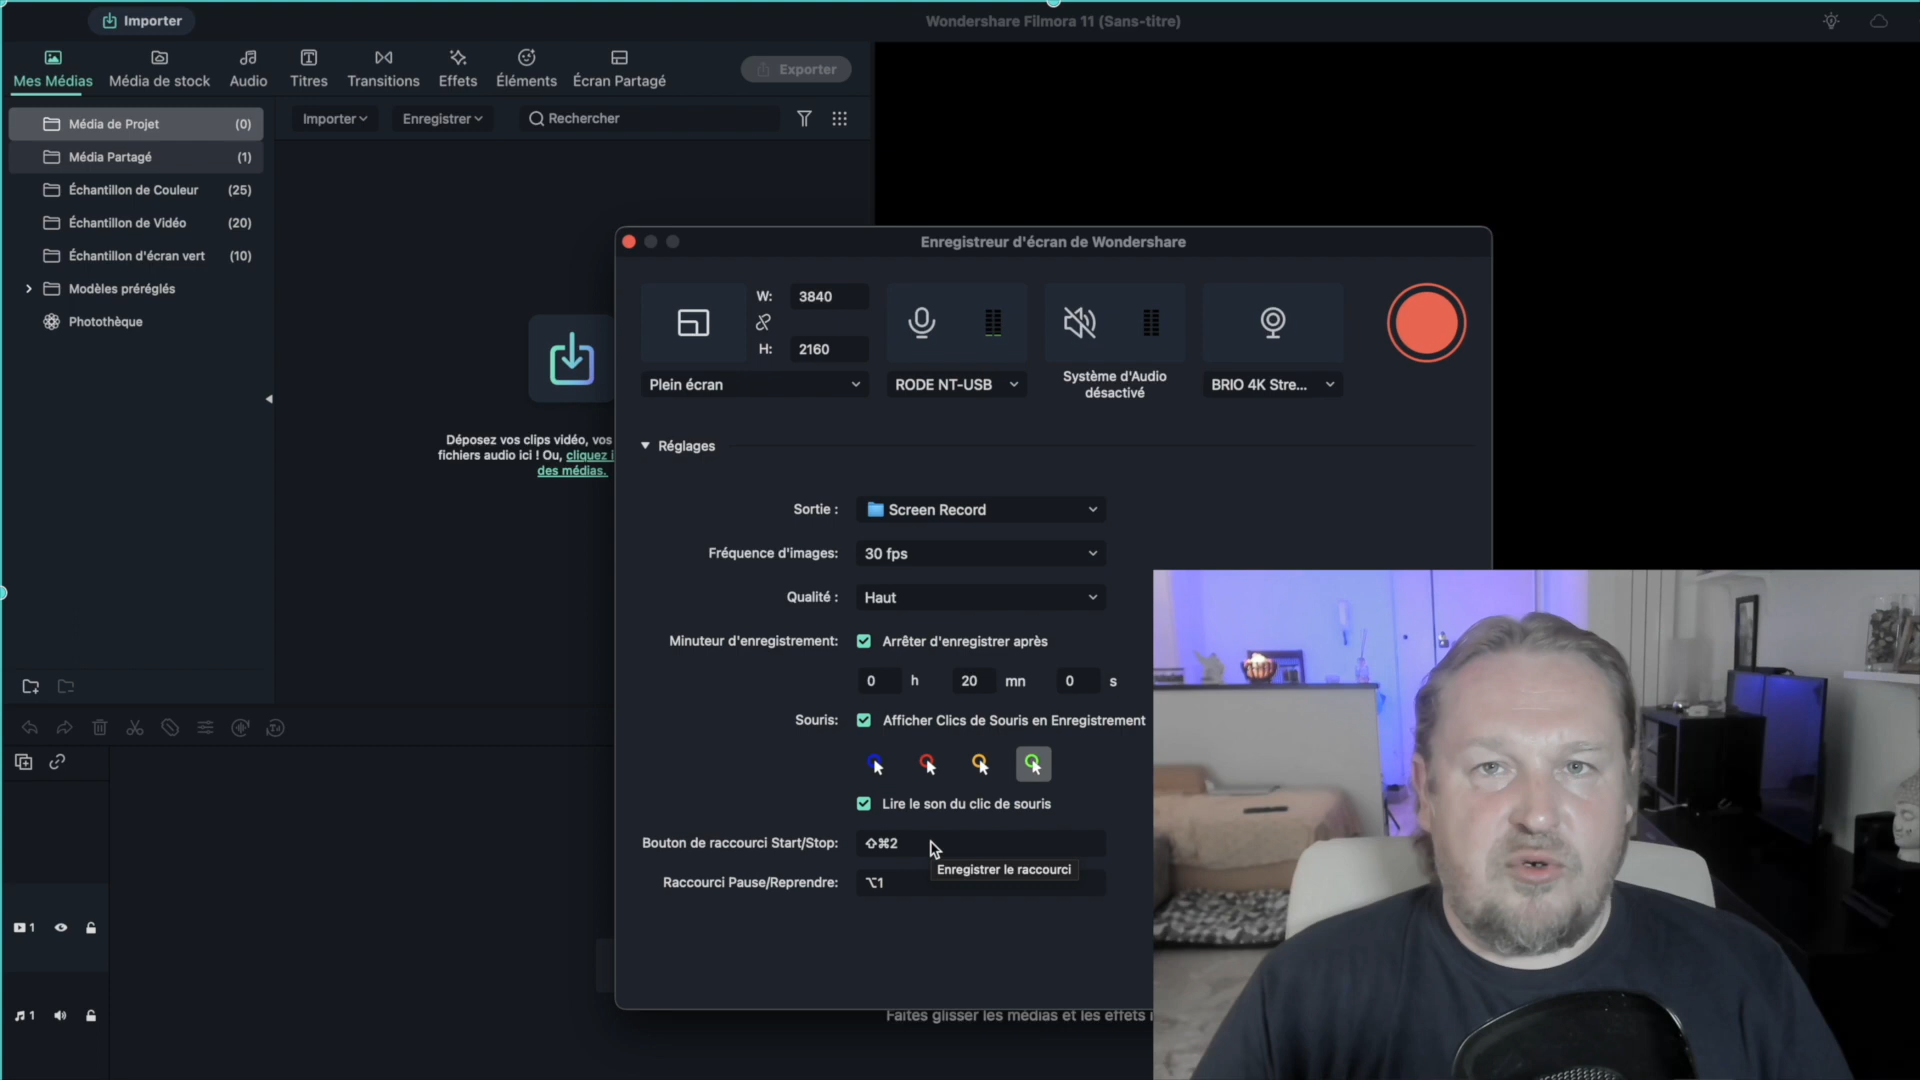 Importer
Wondershare Filmora 11 (Sans-titre)
Mes Médias
Média de stock
Audio
Titres
Transitions
Effets
Éléments
Écran Partagé
Exporter
Média de Projet (0)
Média Partagé (1)
Échantillon de Couleur (25)
Échantillon de Vidéo (20)
Échantillon d'écran vert (10)
Modèles préréglés
Photothèque
Importer
Enregistrer
Rechercher
Déposez vos clips vidéo, vos
fichiers audio ici ! Ou, cliquez i
des médias.
Enregistreur d'écran de Wondershare
W: 3840
H: 2160
Plein écran
RODE NT-USB
Système d'Audio
désactivé
BRIO 4K Stre...
Réglages
Sortie : Screen Record
Fréquence d'images: 30 fps
Qualité : Haut
Minuteur d'enregistrement: Arrêter d'enregistrer après
0 h 20 mn 0 s
Souris: Afficher Clics de Souris en Enregistrement
Lire le son du clic de souris
Bouton de raccourci Start/Stop: ⇧⌘2
Enregistrer le raccourci
Raccourci Pause/Reprendre: ⌥1
1
1
Faites glisser les médias et les effets i